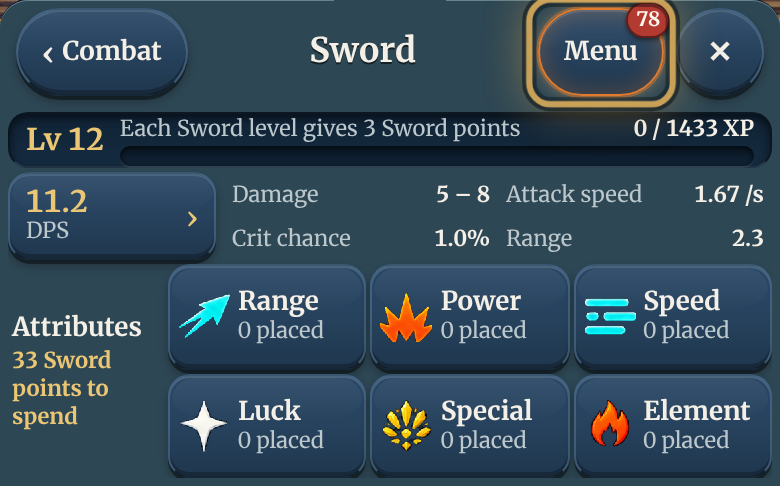 ‹ Combat
Sword
Menu
78
×
Lv 12
Each Sword level gives 3 Sword points
0 / 1433 XP
11.2
DPS
›
Damage
5 – 8
Attack speed
1.67 /s
Crit chance
1.0%
Range
2.3
Attributes
33 Sword
points to
spend
Range
0 placed
Power
0 placed
Speed
0 placed
Luck
0 placed
Special
0 placed
Element
0 placed